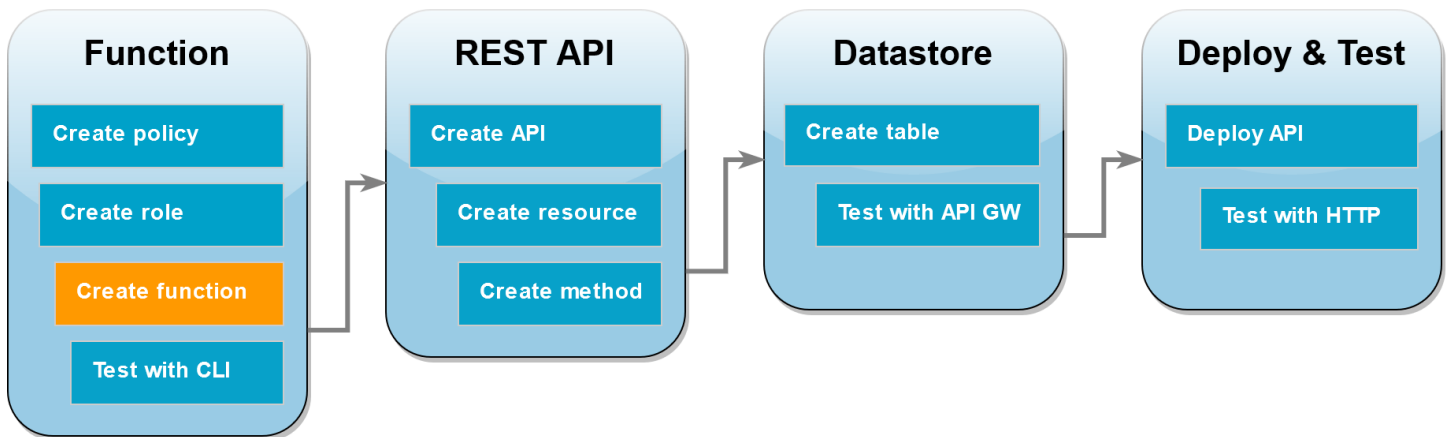 Function
Create policy
Create role
Create function
Test with CLI
REST API
Create API
Create resource
Create method
Datastore
Create table
Test with API GW
Deploy & Test
Deploy API
Test with HTTP